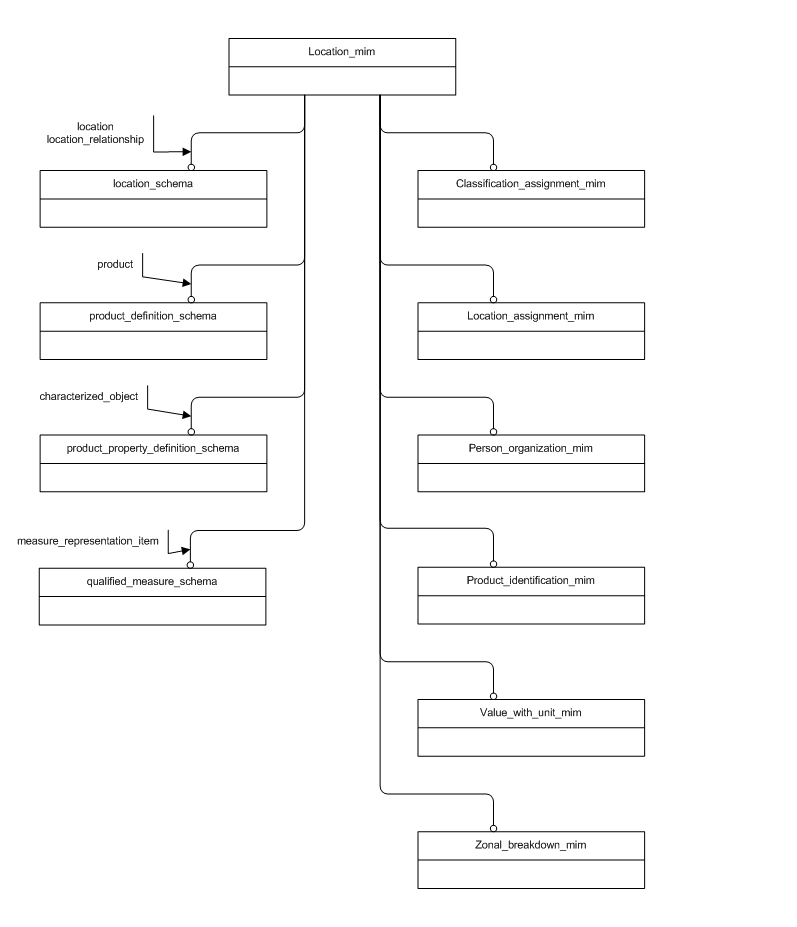 Location_mim
location
location_relationship
location_schema
Classification_assignment_mim
product
product_definition_schema
Location_assignment_mim
characterized_object
product_property_definition_schema
Person_organization_mim
measure_representation_item
qualified_measure_schema
Product_identification_mim
Value_with_unit_mim
Zonal_breakdown_mim